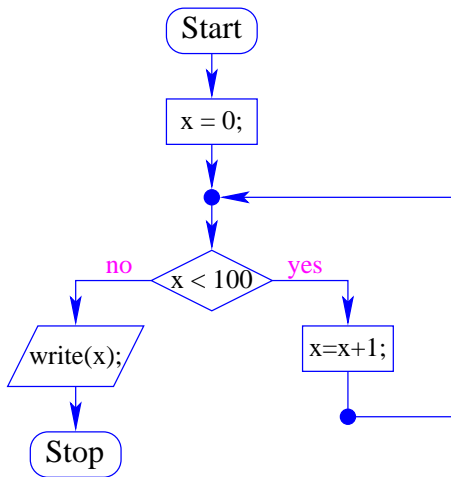 Start
x = 0;
no
x < 100
yes
write(x);
x=x+1;
Stop